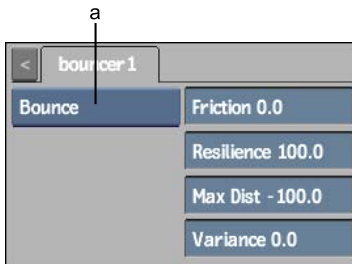 a
< bouncer1
Bounce Friction 0.0
Resilience 100.0
Max Dist -100.0
Variance 0.0